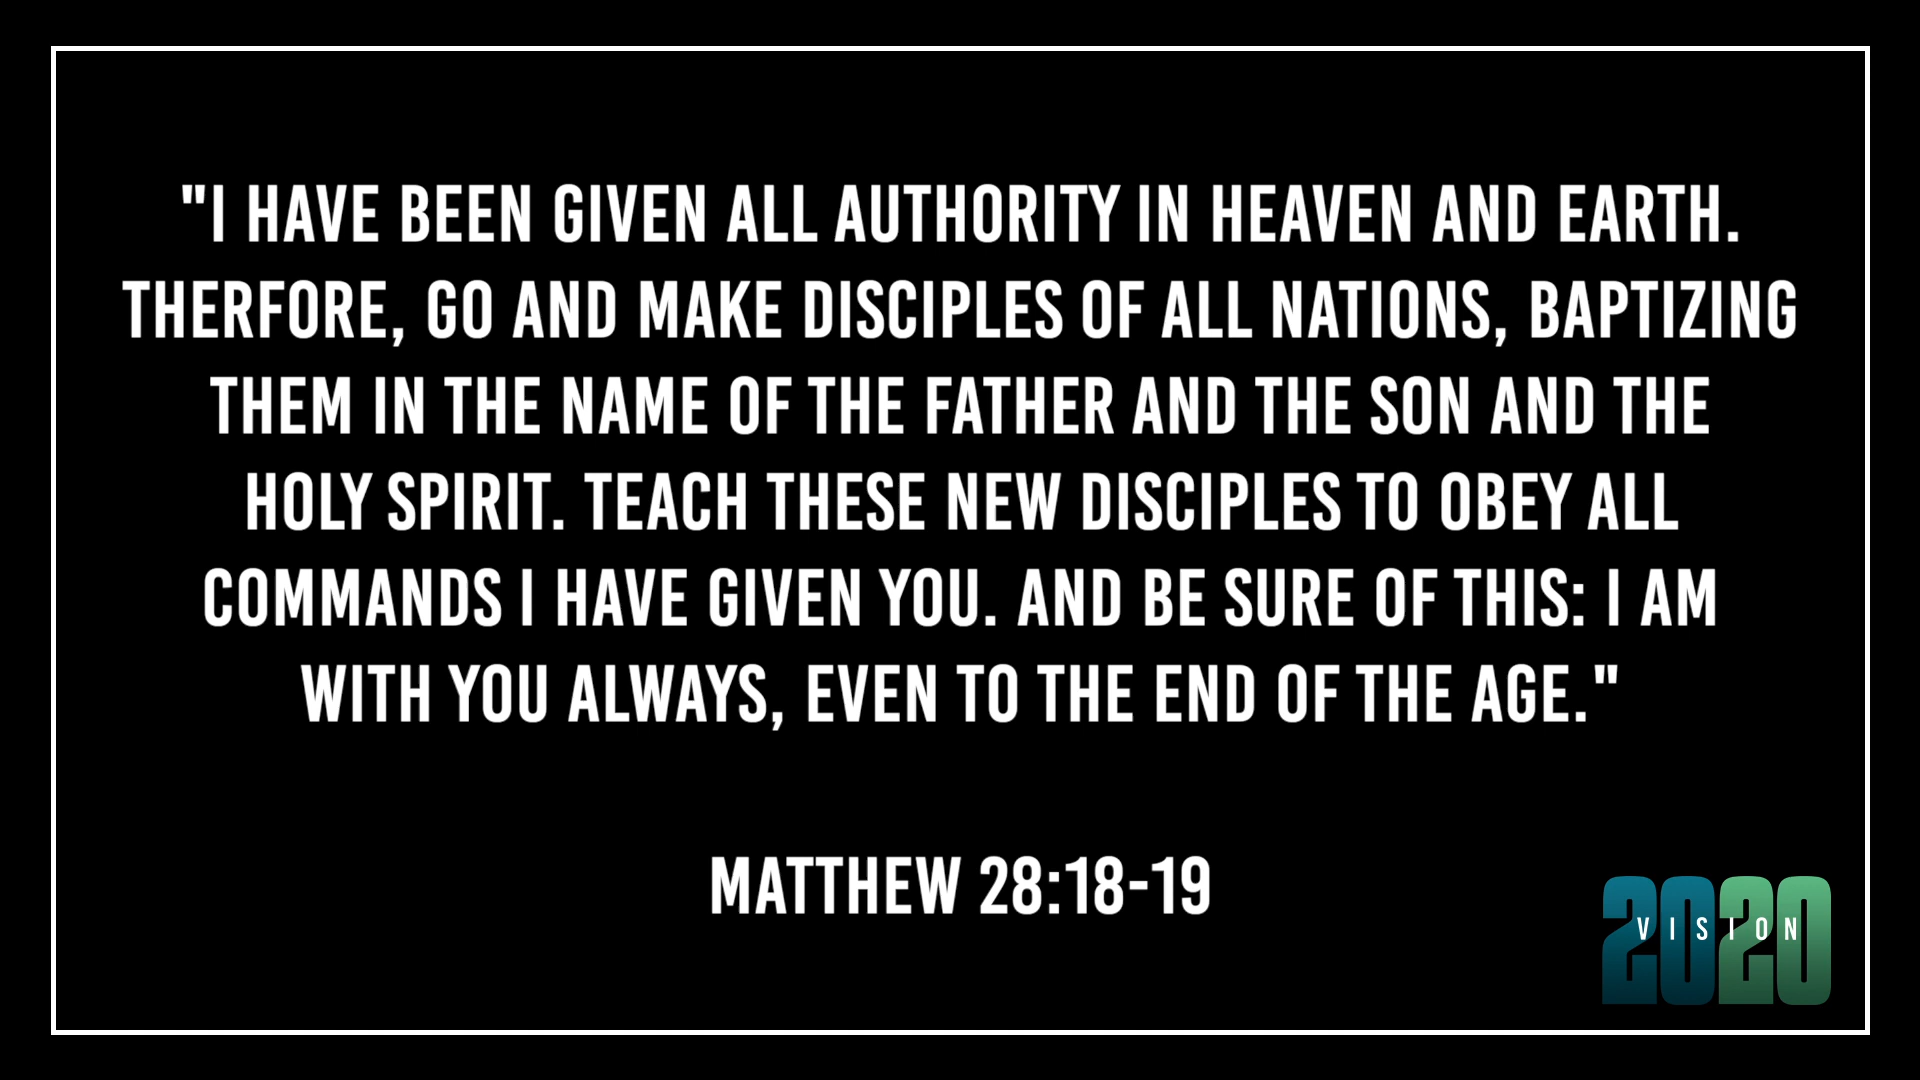 "I HAVE BEEN GIVEN ALL AUTHORITY IN HEAVEN AND EARTH.
THERFORE, GO AND MAKE DISCIPLES OF ALL NATIONS, BAPTIZING
THEM IN THE NAME OF THE FATHER AND THE SON AND THE
HOLY SPIRIT. TEACH THESE NEW DISCIPLES TO OBEY ALL
COMMANDS I HAVE GIVEN YOU. AND BE SURE OF THIS: I AM
WITH YOU ALWAYS, EVEN TO THE END OF THE AGE."
MATTHEW 28:18-19
2020
VISION